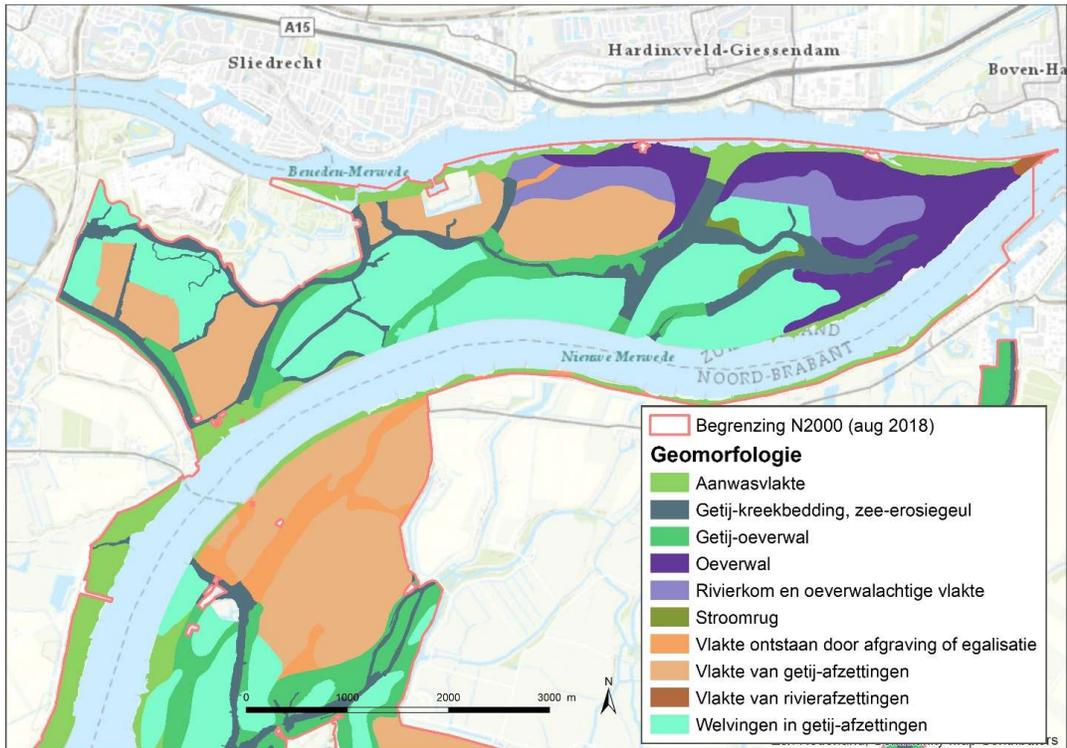 A15
Sliedrecht
Hardinxveld-Giessendam
Boven-Ha
Beneden-Merwede
Nieuwe Merwede
ZUI LAND
NOORD-BRABANT
Begrenzing N2000 (aug 2018)
Geomorfologie
Aanwasvlakte
Getij-kreekbedding, zee-erosiegeul
Getij-oeverwal
Oeverwal
Rivierkom en oeverwalachtige vlakte
Stroomrug
Vlakte ontstaan door afgraving of egalisatie
Vlakte van getij-afzettingen
Vlakte van rivierafzettingen
Welvingen in getij-afzettingen
0 1000 2000 3000 m
N